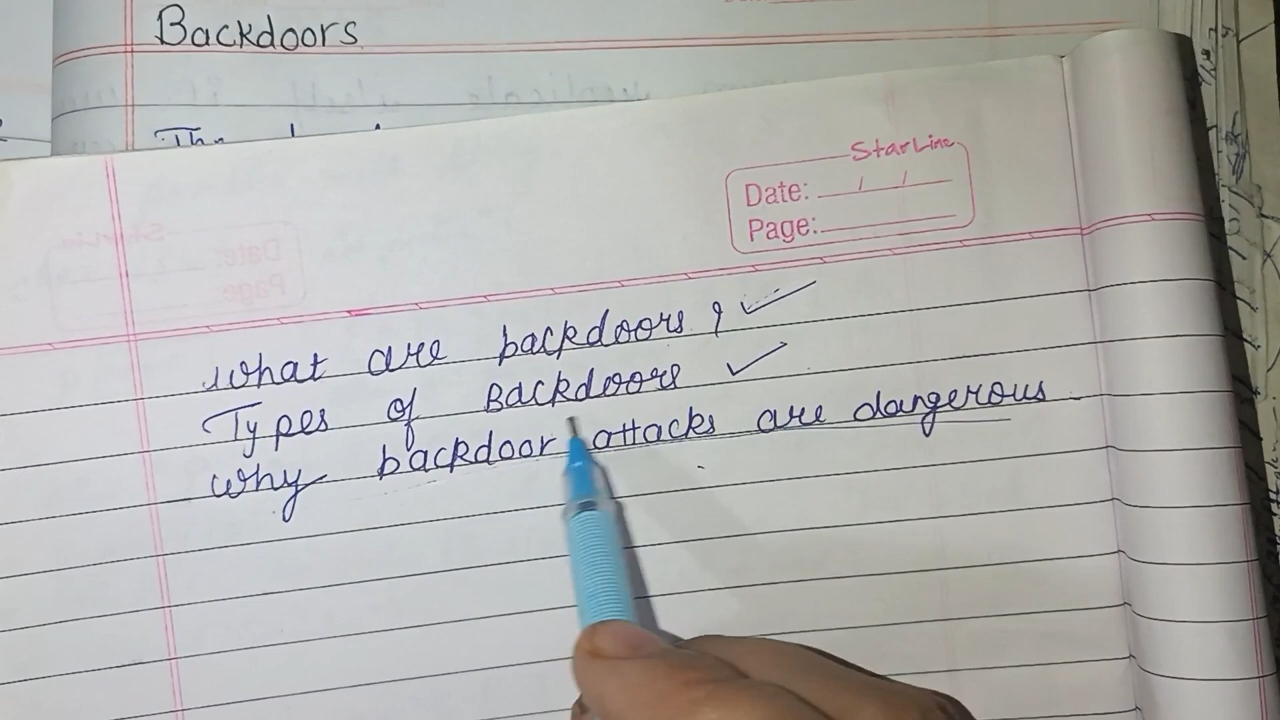 Backdoors
StarLine
Date:
Page:
what are backdoors ?
Types of Backdoors
why backdoor attacks are dangerous